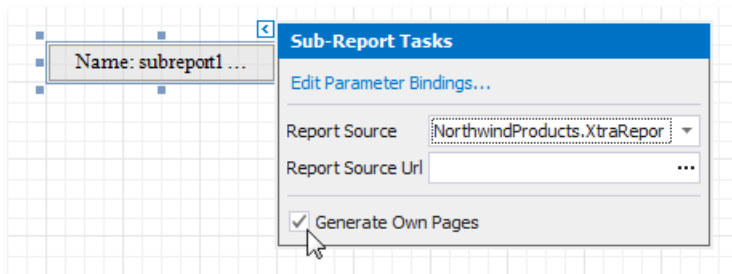 Name: subreport1 ...
Sub-Report Tasks
Edit Parameter Bindings...
Report Source NorthwindProducts.XtraRepor
Report Source Url ...
Generate Own Pages